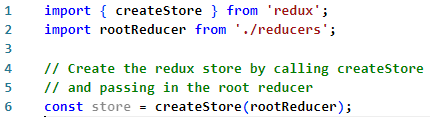 1 import { createStore } from 'redux';
2 import rootReducer from './reducers';
3
4 // Create the redux store by calling createStore
5 // and passing in the root reducer
6 const store = createStore(rootReducer);